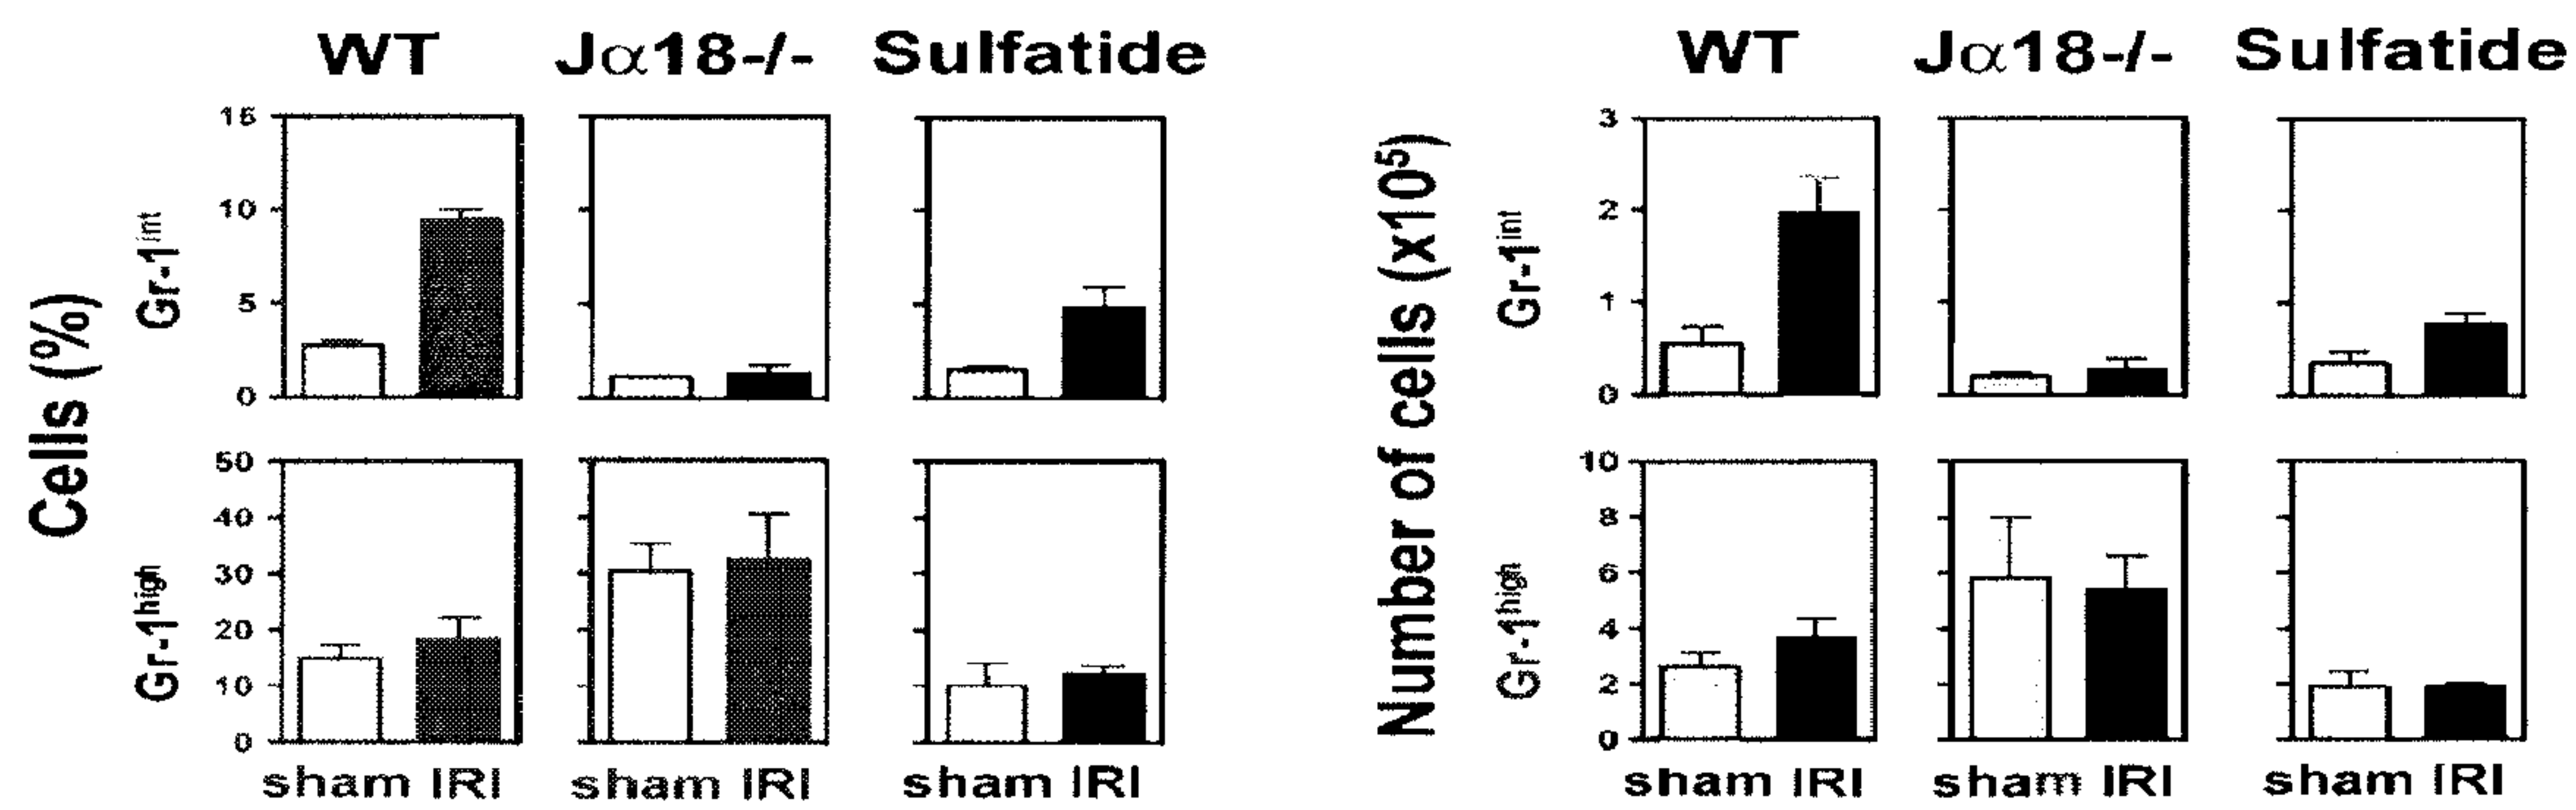 WT Jα18-/- Sulfatide
Cells (%)
Gr-1int
15
10
5
0
Gr-1high
50
40
30
20
10
0
sham IRI sham IRI sham IRI
WT Jα18-/- Sulfatide
Number of cells (x10⁵)
Gr-1int
3
2
1
0
Gr-1high
10
8
6
4
2
0
sham IRI sham IRI sham IRI